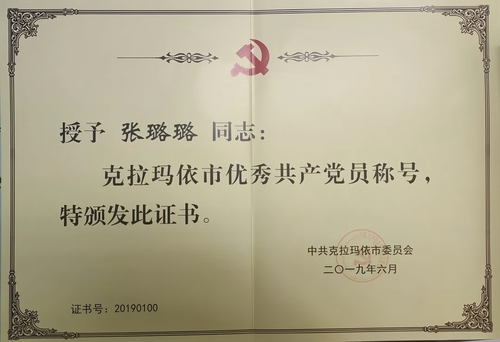 授予 张璐璐 同志：
克拉玛依市优秀共产党员称号，
特颁发此证书。
中共克拉玛依市委员会
二〇一九年六月
证书号：20190100